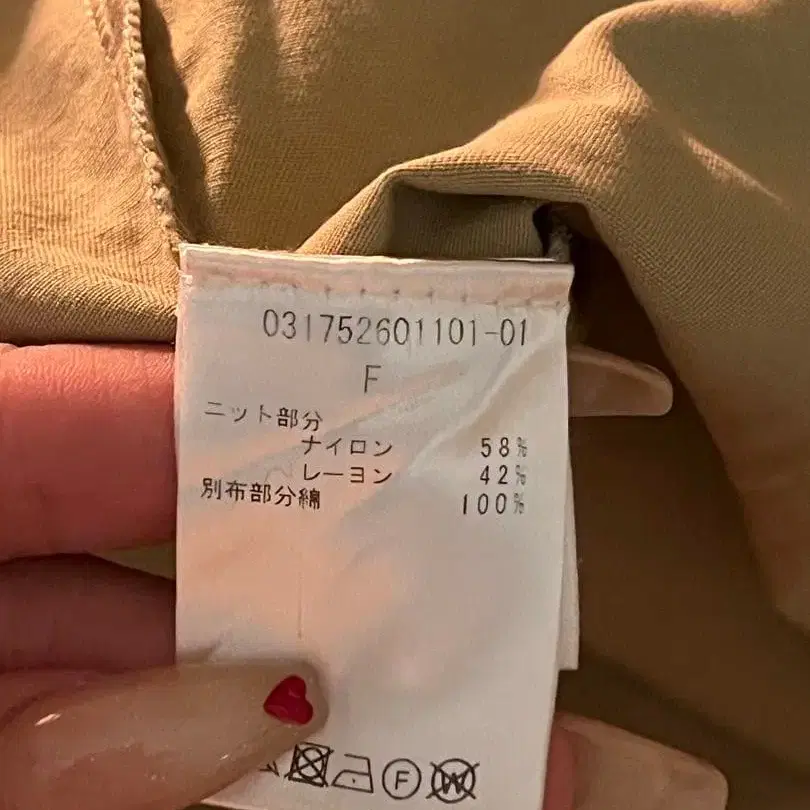 031752601101-01
F
ニット部分
ナイロン 58%
レーヨン 42%
別布部分綿 100%
F W